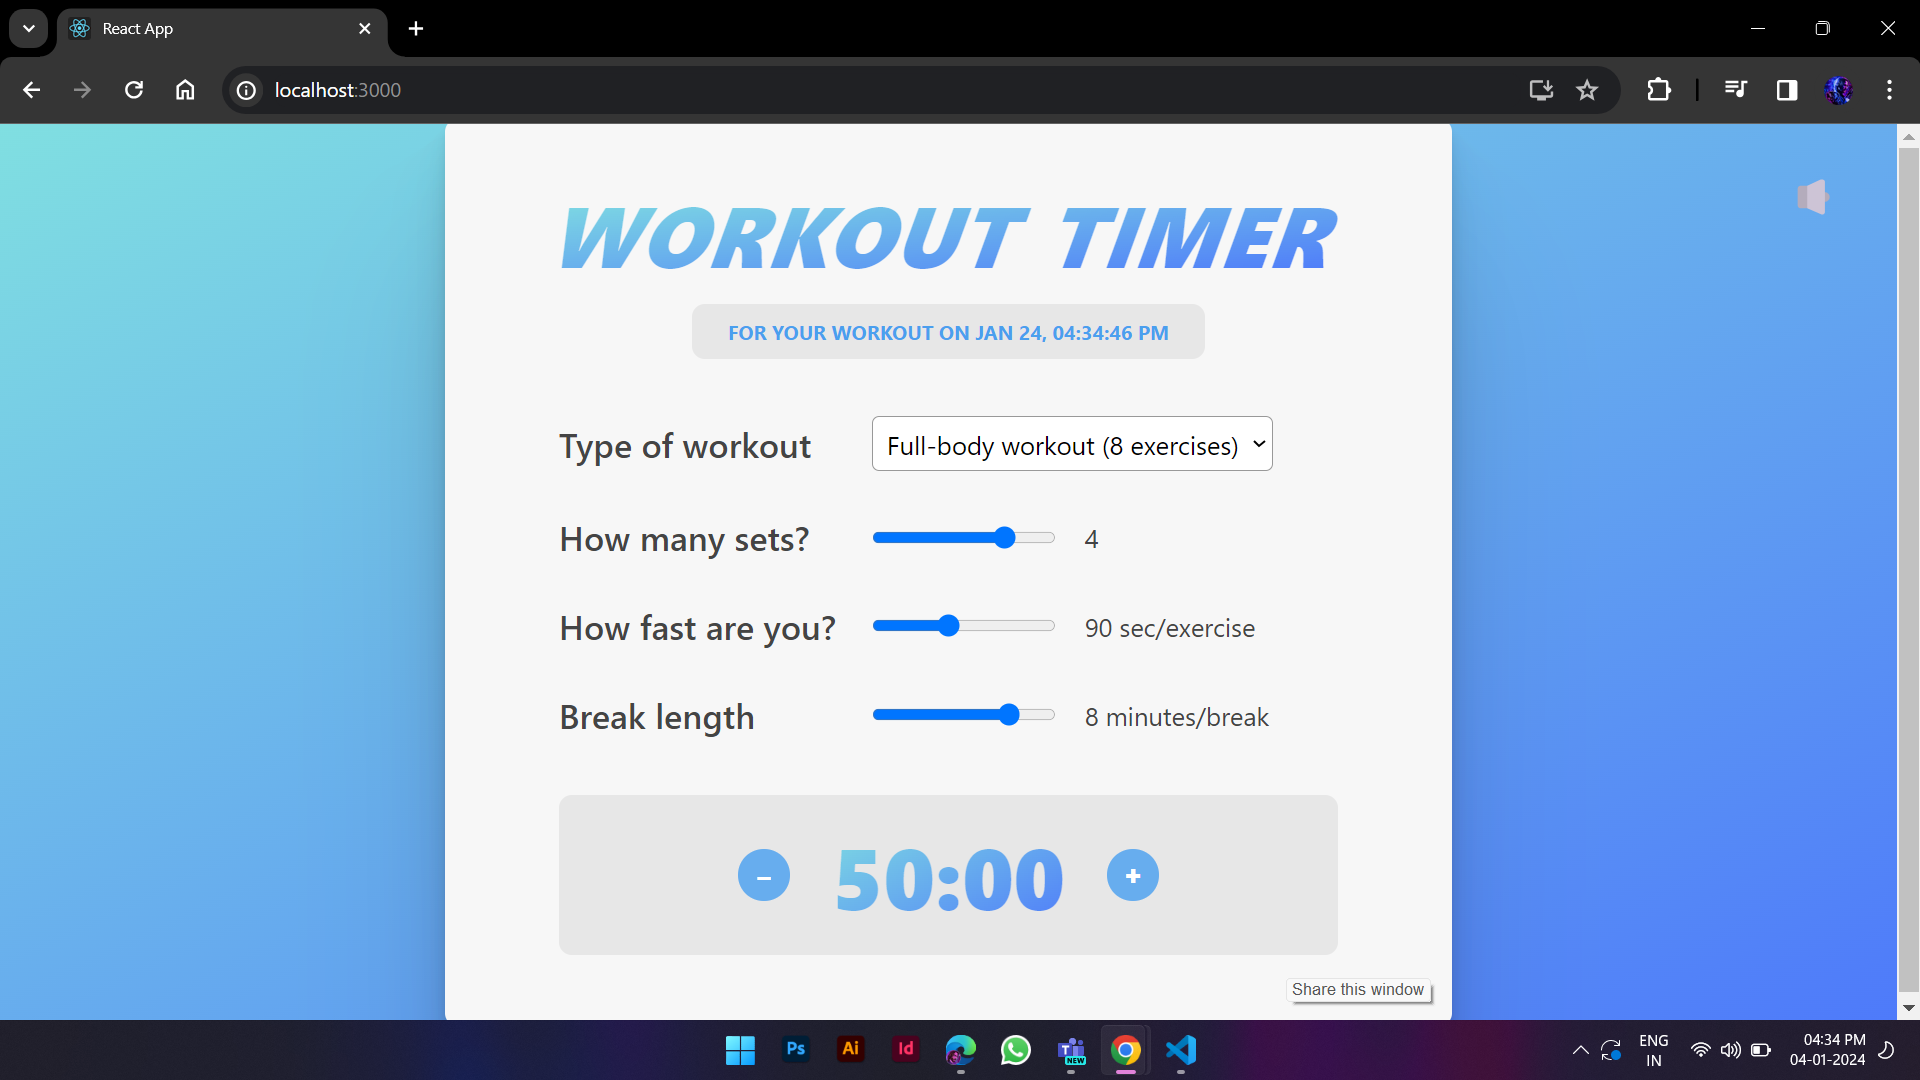 React App
localhost:3000
WORKOUT TIMER
FOR YOUR WORKOUT ON JAN 24, 04:34:46 PM
Type of workout
Full-body workout (8 exercises)
How many sets?
4
How fast are you?
90 sec/exercise
Break length
8 minutes/break
–
50:00
+
Share this window
Ps
Ai
Id
T
NEW
ENG
IN
04:34 PM
04-01-2024